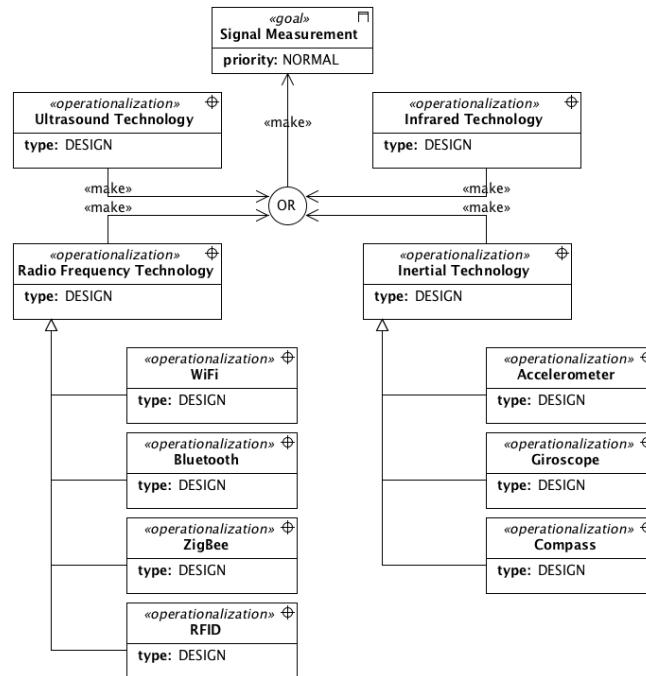 «goal»
Signal Measurement
priority: NORMAL
«operationalization»
Ultrasound Technology
type: DESIGN
«make»
«operationalization»
Infrared Technology
type: DESIGN
«make»
«make»
OR
«make»
«make»
«operationalization»
Radio Frequency Technology
type: DESIGN
«operationalization»
Inertial Technology
type: DESIGN
«operationalization»
WiFi
type: DESIGN
«operationalization»
Accelerometer
type: DESIGN
«operationalization»
Bluetooth
type: DESIGN
«operationalization»
Giroscope
type: DESIGN
«operationalization»
ZigBee
type: DESIGN
«operationalization»
Compass
type: DESIGN
«operationalization»
RFID
type: DESIGN